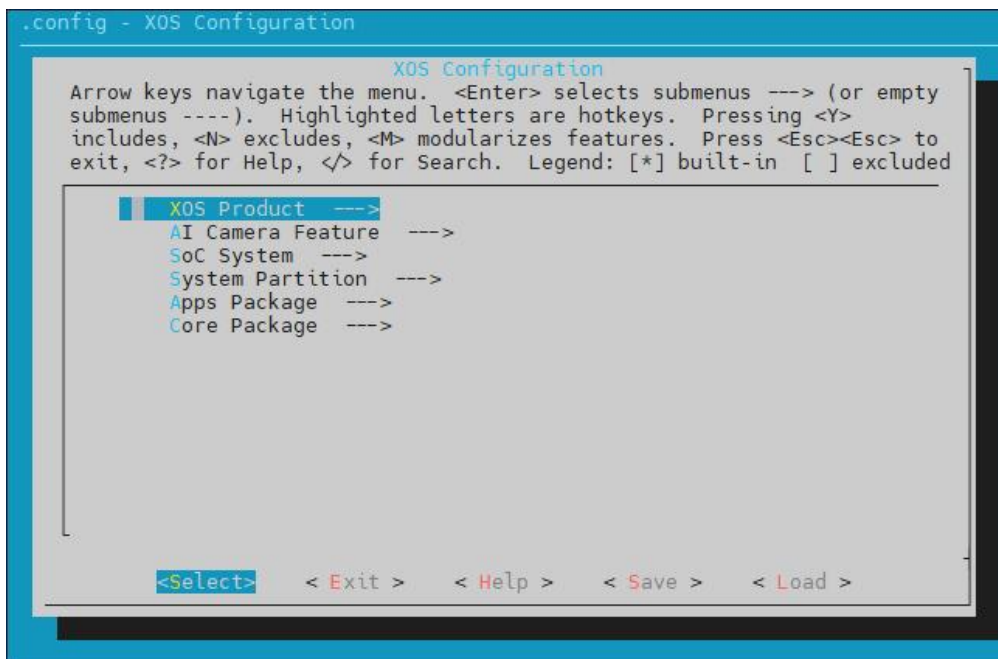 .config - XOS Configuration
XOS Configuration
Arrow keys navigate the menu.  <Enter> selects submenus ---> (or empty
submenus ----).  Highlighted letters are hotkeys.  Pressing <Y>
includes, <N> excludes, <M> modularizes features.  Press <Esc><Esc> to
exit, <?> for Help, </> for Search.  Legend: [*] built-in  [ ] excluded
XOS Product  --->
AI Camera Feature  --->
SoC System  --->
System Partition  --->
Apps Package  --->
Core Package  --->
<Select>    < Exit >    < Help >    < Save >    < Load >